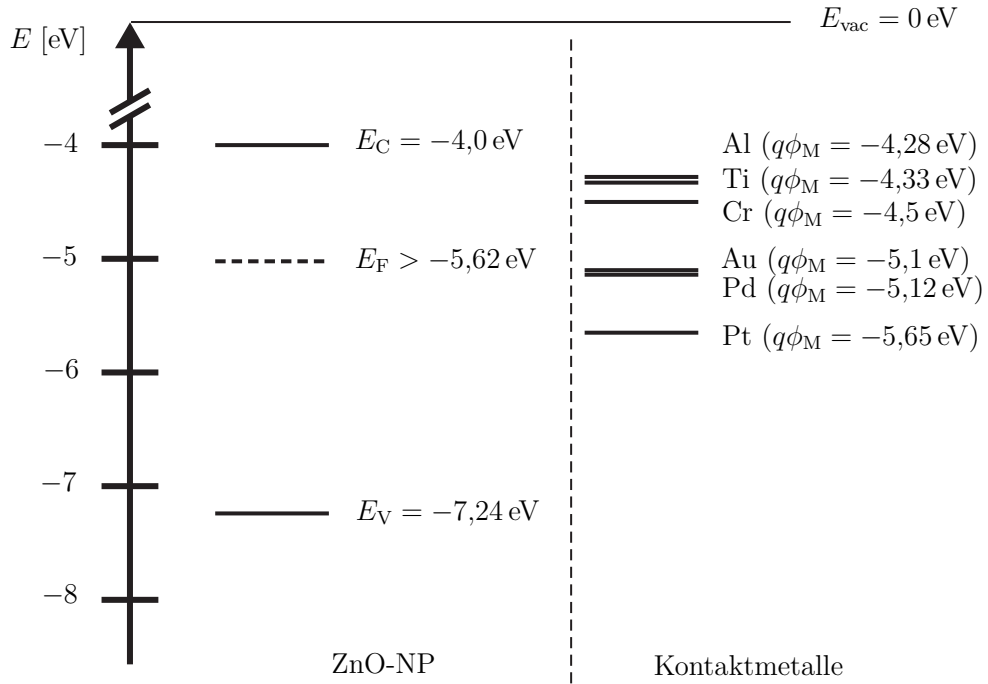 E_vac = 0 eV
E [eV]
−4
E_C = −4,0 eV
Al (qϕ_M = −4,28 eV)
Ti (qϕ_M = −4,33 eV)
Cr (qϕ_M = −4,5 eV)
−5
E_F > −5,62 eV
Au (qϕ_M = −5,1 eV)
Pd (qϕ_M = −5,12 eV)
Pt (qϕ_M = −5,65 eV)
−6
−7
E_V = −7,24 eV
−8
ZnO-NP
Kontaktmetalle